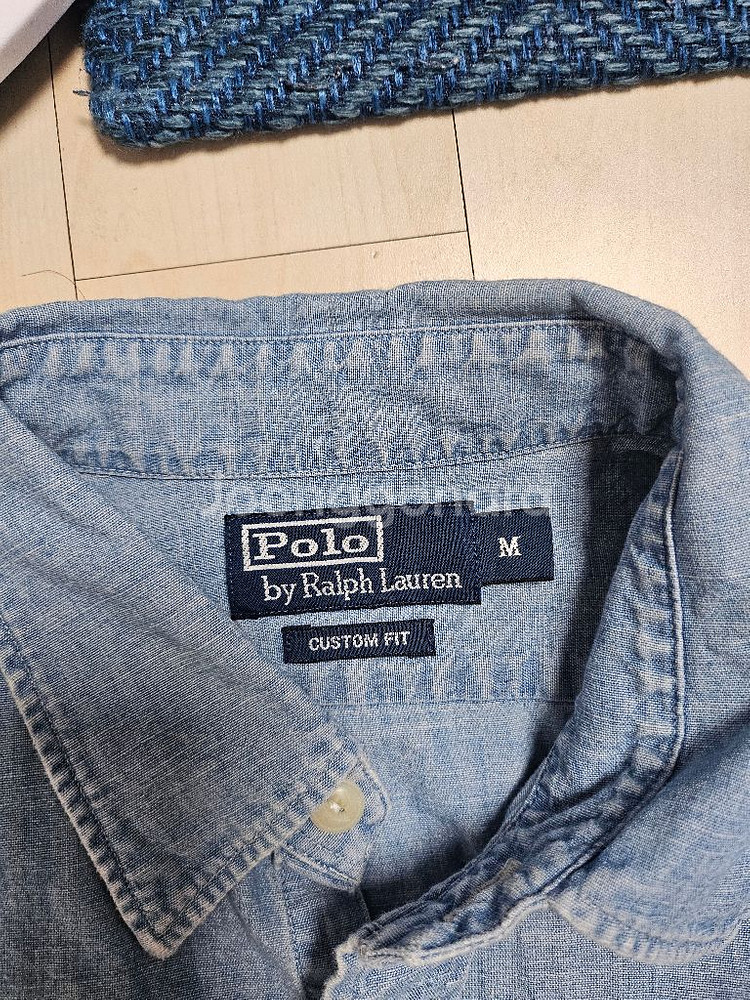 Polo
by Ralph Lauren
M
CUSTOM FIT